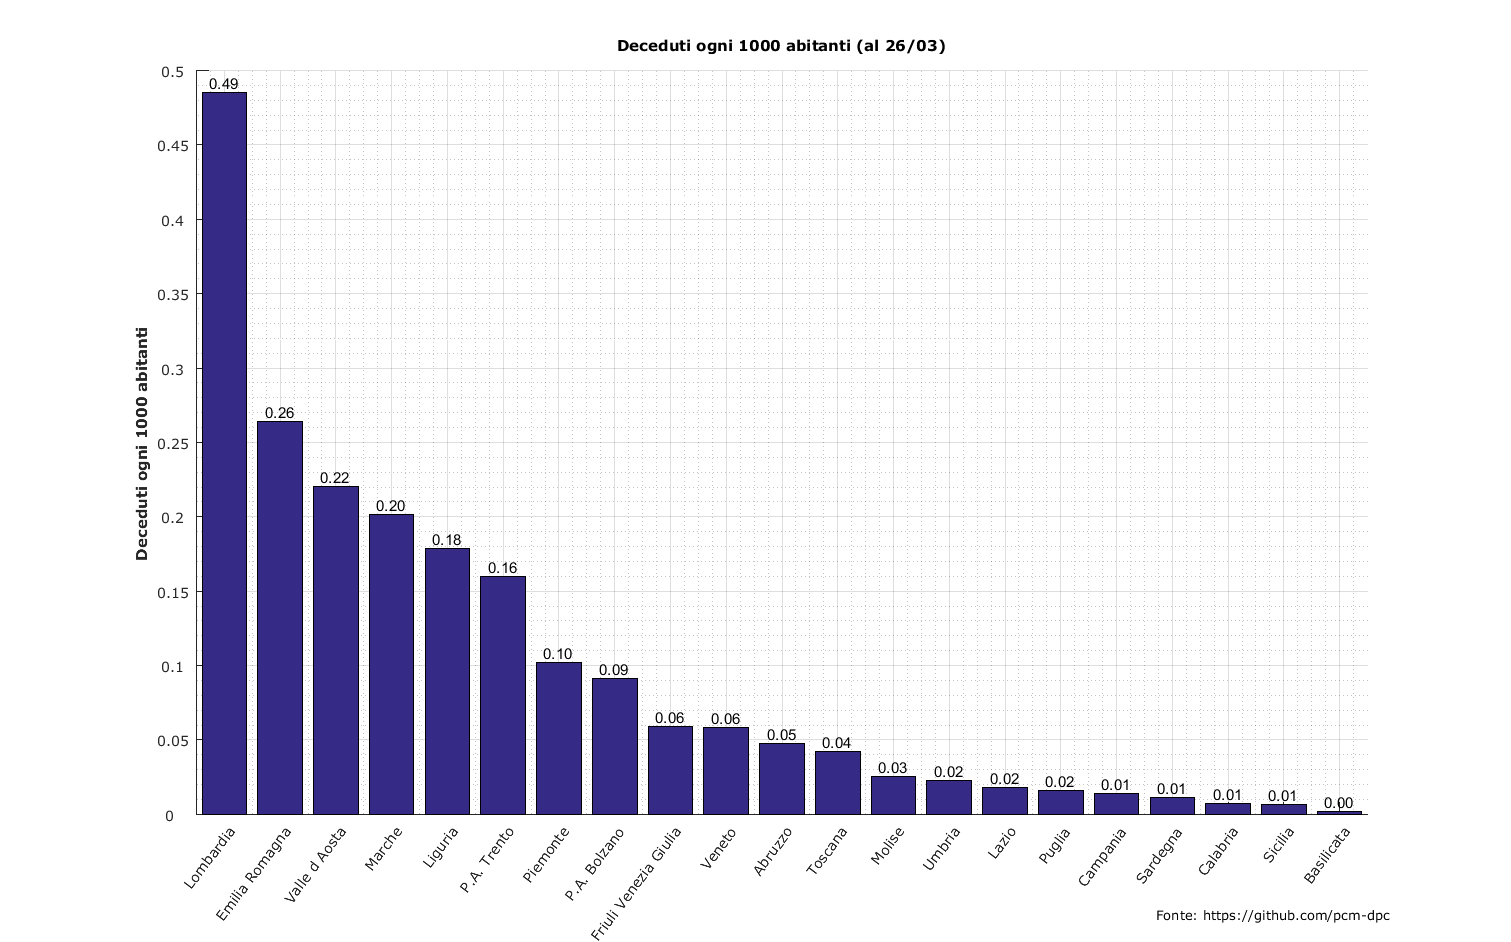 Deceduti ogni 1000 abitanti (al 26/03)
Deceduti ogni 1000 abitanti
0.5
0.45
0.4
0.35
0.3
0.25
0.2
0.15
0.1
0.05
0
0.49
0.26
0.22
0.20
0.18
0.16
0.10
0.09
0.06
0.06
0.05
0.04
0.03
0.02
0.02
0.02
0.01
0.01
0.01
0.01
0.00
Lombardia
Emilia Romagna
Valle d Aosta
Marche
Liguria
P.A. Trento
Piemonte
P.A. Bolzano
Friuli Venezia Giulia
Veneto
Abruzzo
Toscana
Molise
Umbria
Lazio
Puglia
Campania
Sardegna
Calabria
Sicilia
Basilicata
Fonte: https://github.com/pcm-dpc